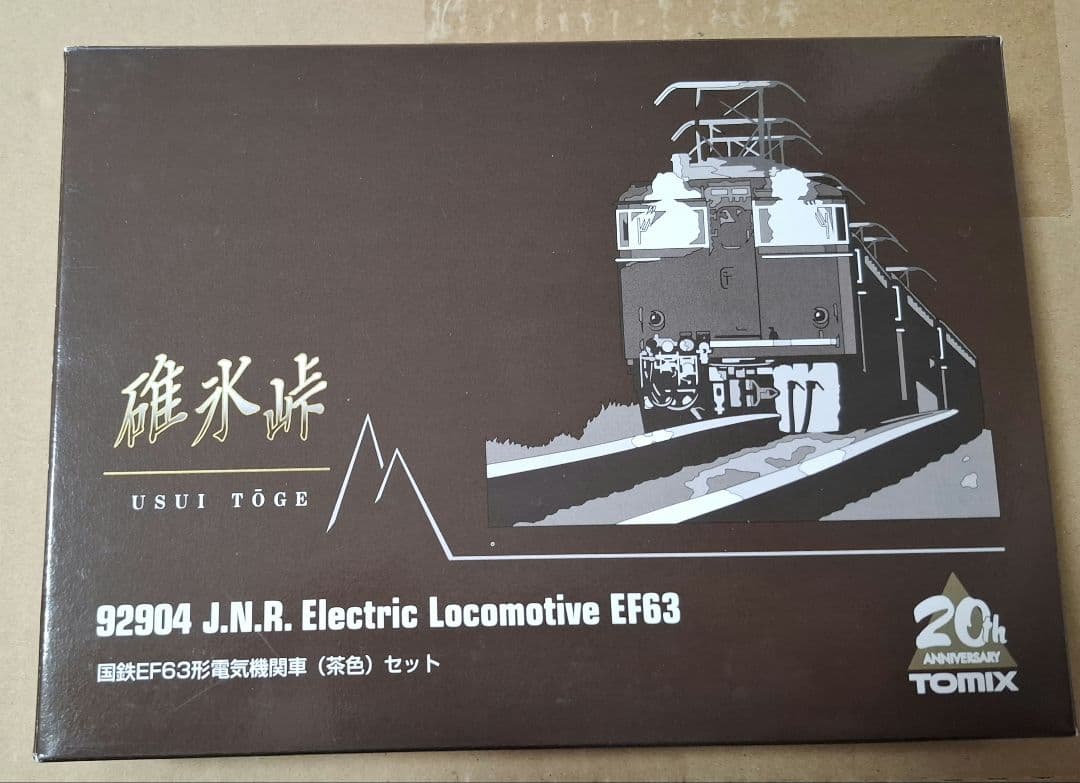 碓氷峠
USUI TŌGE
92904 J.N.R. Electric Locomotive EF63
国鉄EF63形電気機関車（茶色）セット
20th
ANNIVERSARY
TOMIX